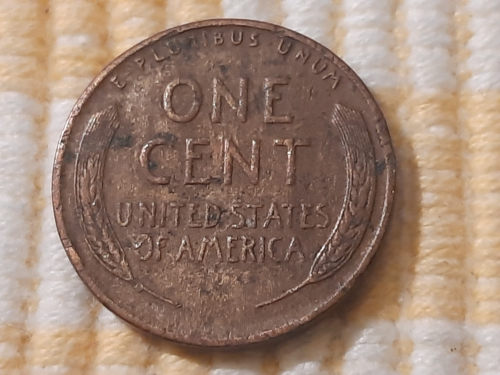 E PLURIBUS UNUM
ONE
CENT
UNITED STATES
OF AMERICA